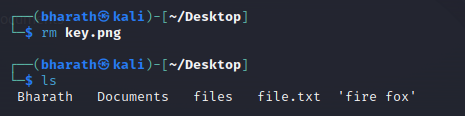 ┌──(bharath㉿kali)-[~/Desktop]
└─$ rm key.png
┌──(bharath㉿kali)-[~/Desktop]
└─$ ls
Bharath Documents files file.txt 'fire fox'